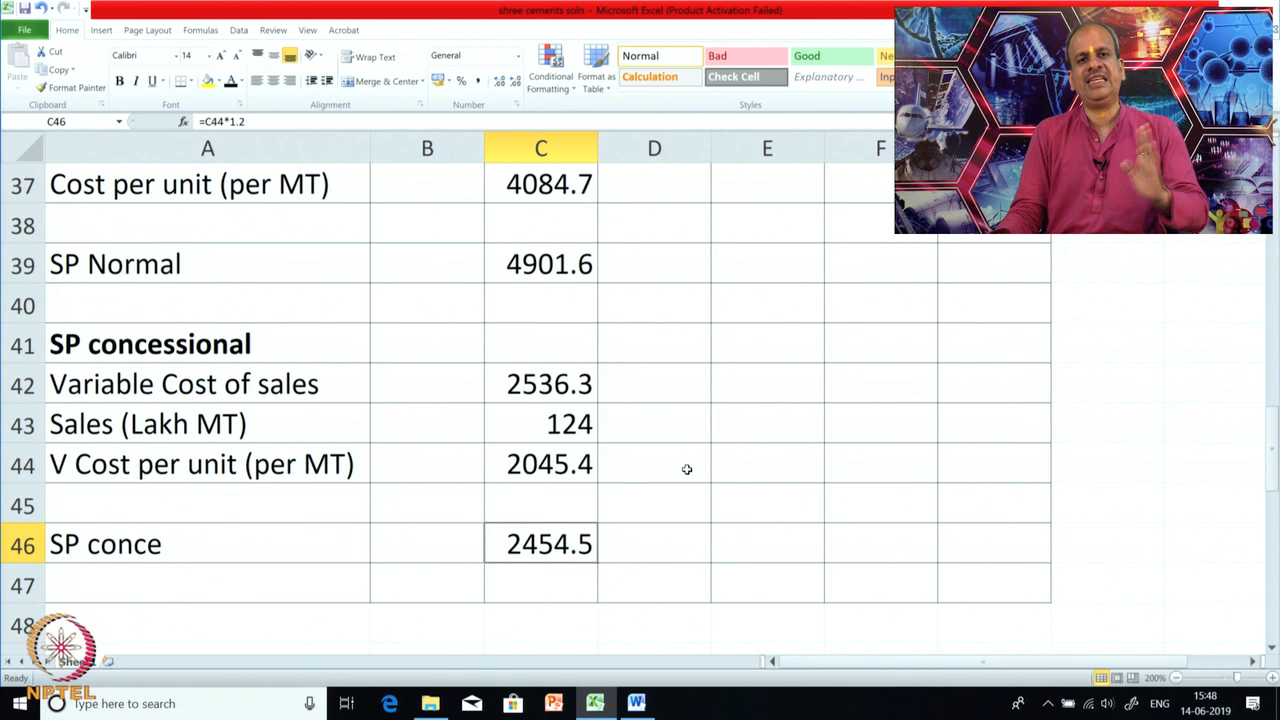 shree cements soln - Microsoft Excel (Product Activation Failed)
File Home Insert Page Layout Formulas Data Review View Acrobat
Paste
Cut
Copy
Format Painter
Clipboard
Calibri 14
B I U
Font
Wrap Text
Merge & Center
Alignment
General
Number
Conditional Formatting
Format as Table
Normal Bad Good
Calculation Check Cell Explanatory ...
Styles
C46 fx =C44*1.2
A B C D E F
37 Cost per unit (per MT) 4084.7
38
39 SP Normal 4901.6
40
41 SP concessional
42 Variable Cost of sales 2536.3
43 Sales (Lakh MT) 124
44 V Cost per unit (per MT) 2045.4
45
46 SP conce 2454.5
47
48
Ready 200%
NPTEL
Type here to search
ENG
15:48
14-06-2019